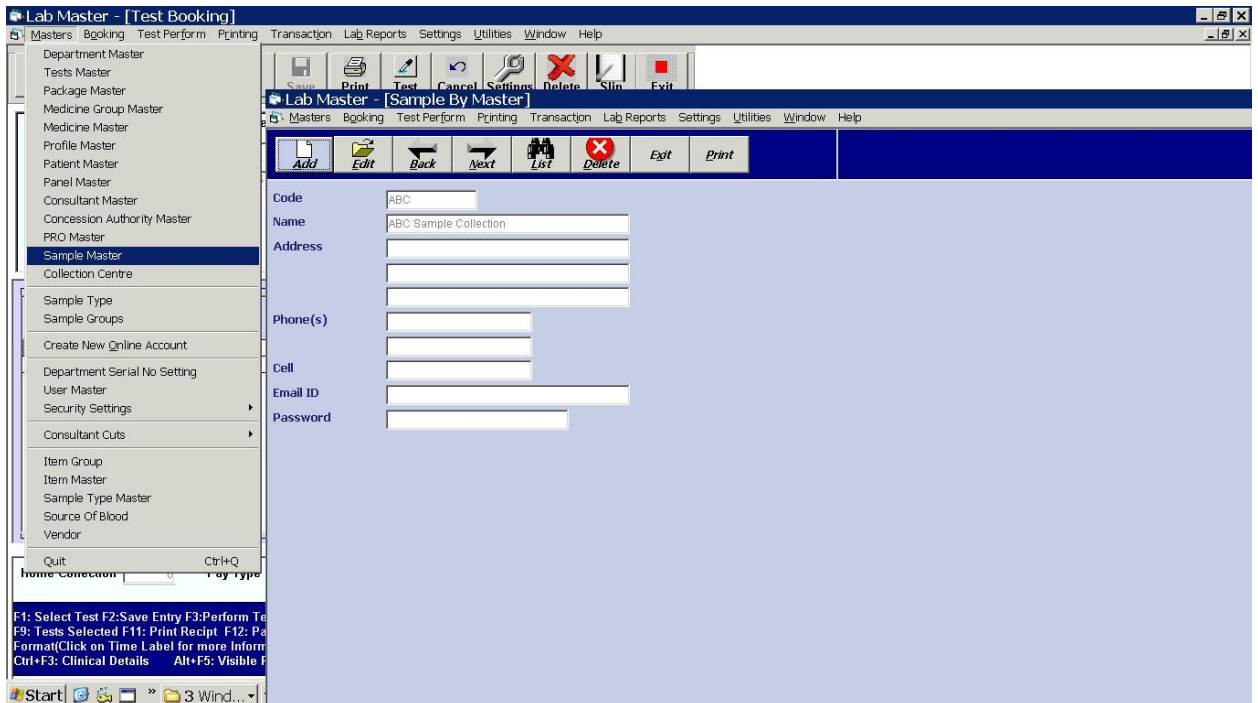 Lab Master - [Test Booking]
Masters Booking Test Perform Printing Transaction Lab Reports Settings Utilities Window Help
Department Master
Tests Master
Package Master
Medicine Group Master
Medicine Master
Profile Master
Patient Master
Panel Master
Consultant Master
Concession Authority Master
PRO Master
Sample Master
Collection Centre
Sample Type
Sample Groups
Create New Online Account
Department Serial No Setting
User Master
Security Settings
Consultant Cuts
Item Group
Item Master
Sample Type Master
Source Of Blood
Vendor
Quit Ctrl+Q
Save Print Test Cancel Settings Delete Slip Exit
Lab Master - [Sample By Master]
Masters Booking Test Perform Printing Transaction Lab Reports Settings Utilities Window Help
Add Edit Back Next List Delete Exit Print
Code ABC
Name ABC Sample Collection
Address
Phone(s)
Cell
Email ID
Password
Home Collection 0 Pay Type
F1: Select Test F2:Save Entry F3:Perform Te
F9: Tests Selected F11: Print Recipt F12: Pa
Format(Click on Time Label for more Inform
Ctrl+F3: Clinical Details Alt+F5: Visible F
Start » 3 Wind...